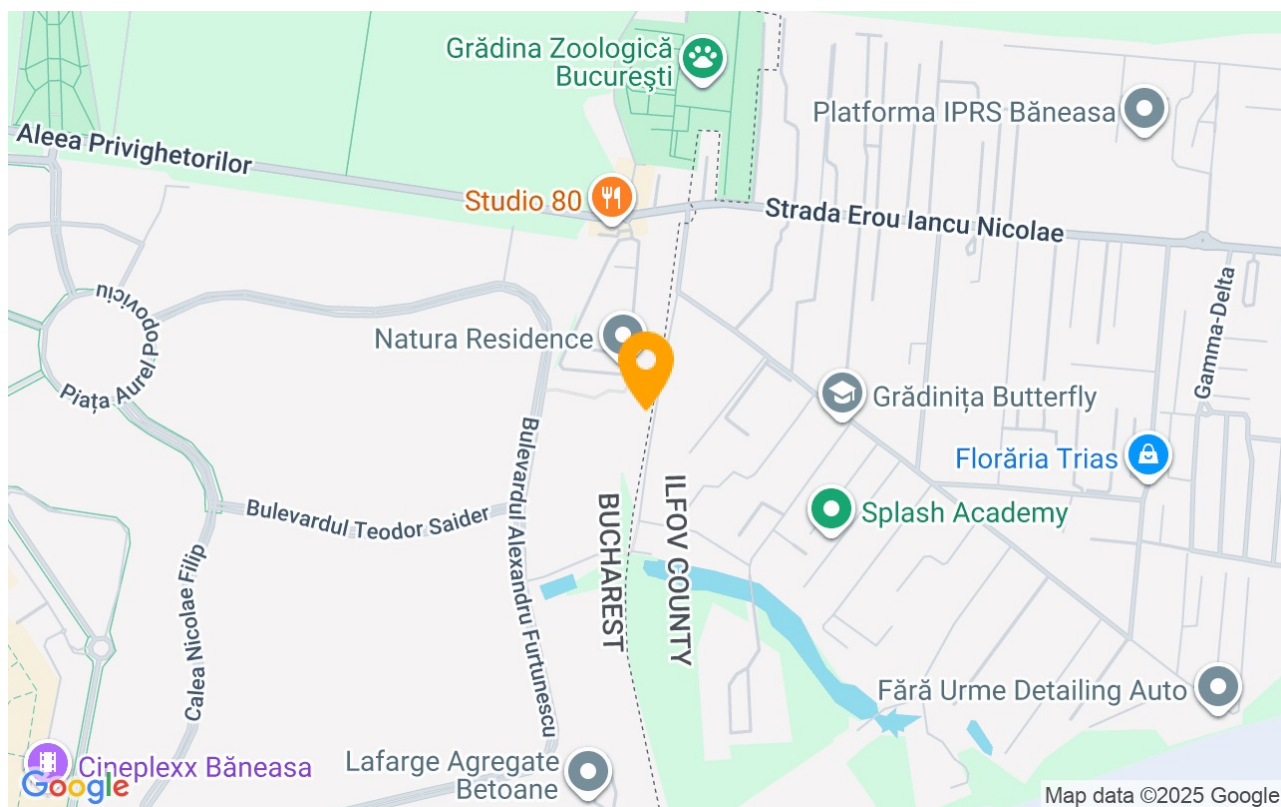 Grădina Zoologică
Bucureşti
Platforma IPRS Băneasa
Aleea Privighetorilor
Studio 80
Strada Erou Iancu Nicolae
Gamma-Delta
Piața Aurel Popoviciu
Natura Residence
Grădinița Butterfly
Florăria Trias
Bulevardul Teodor Saider
Bulevardul Alexandru Furtunescu
BUCHAREST
ILFOV COUNTY
Splash Academy
Calea Nicolae Filip
Fără Urme Detailing Auto
Cineplexx Băneasa
Lafarge Agregate
Betoane
Google
Map data ©2025 Google